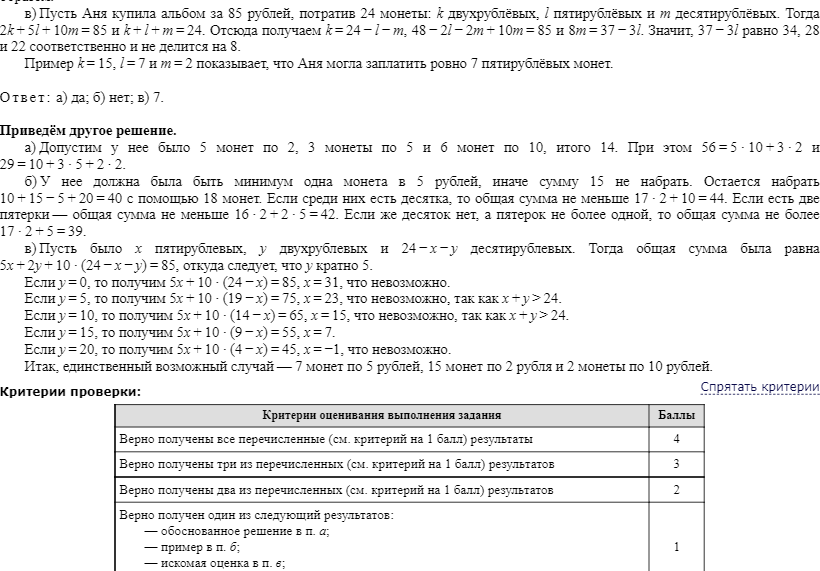 в) Пусть Аня купила альбом за 85 рублей, потратив 24 монеты: k двухрублёвых, l пятирублёвых и m десятирублёвых. Тогда
2k + 5l + 10m = 85 и k + l + m = 24. Отсюда получаем k = 24 − l − m, 48 − 2l − 2m + 10m = 85 и 8m = 37 − 3l. Значит, 37 − 3l равно 34, 28
и 22 соответственно и не делится на 8.
Пример k = 15, l = 7 и m = 2 показывает, что Аня могла заплатить ровно 7 пятирублёвых монет.
Ответ: а) да; б) нет; в) 7.
Приведём другое решение.
а) Допустим у нее было 5 монет по 2, 3 монеты по 5 и 6 монет по 10, итого 14. При этом 56 = 5 · 10 + 3 · 2 и
29 = 10 + 3 · 5 + 2 · 2.
б) У нее должна была быть минимум одна монета в 5 рублей, иначе сумму 15 не набрать. Остается набрать
10 + 15 − 5 + 20 = 40 с помощью 18 монет. Если среди них есть десятка, то общая сумма не меньше 17 · 2 + 10 = 44. Если есть две
пятерки — общая сумма не меньше 16 · 2 + 2 · 5 = 42. Если же десяток нет, а пятерок не более одной, то общая сумма не более
17 · 2 + 5 = 39.
в) Пусть было x пятирублевых, y двухрублевых и 24 − x − y десятирублевых. Тогда общая сумма была равна
5x + 2y + 10 · (24 − x − y) = 85, откуда следует, что y кратно 5.
Если y = 0, то получим 5x + 10 · (24 − x) = 85, x = 31, что невозможно.
Если y = 5, то получим 5x + 10 · (19 − x) = 75, x = 23, что невозможно, так как x + y > 24.
Если y = 10, то получим 5x + 10 · (14 − x) = 65, x = 15, что невозможно, так как x + y > 24.
Если y = 15, то получим 5x + 10 · (9 − x) = 55, x = 7.
Если y = 20, то получим 5x + 10 · (4 − x) = 45, x = −1, что невозможно.
Итак, единственный возможный случай — 7 монет по 5 рублей, 15 монет по 2 рубля и 2 монеты по 10 рублей.
Критерии проверки:
Спрятать критерии
Критерии оценивания выполнения задания Баллы
Верно получены все перечисленные (см. критерий на 1 балл) результаты 4
Верно получены три из перечисленных (см. критерий на 1 балл) результатов 3
Верно получены два из перечисленных (см. критерий на 1 балл) результатов 2
Верно получен один из следующий результатов:
— обоснованное решение в п. а;
— пример в п. б; 1
— искомая оценка в п. в;